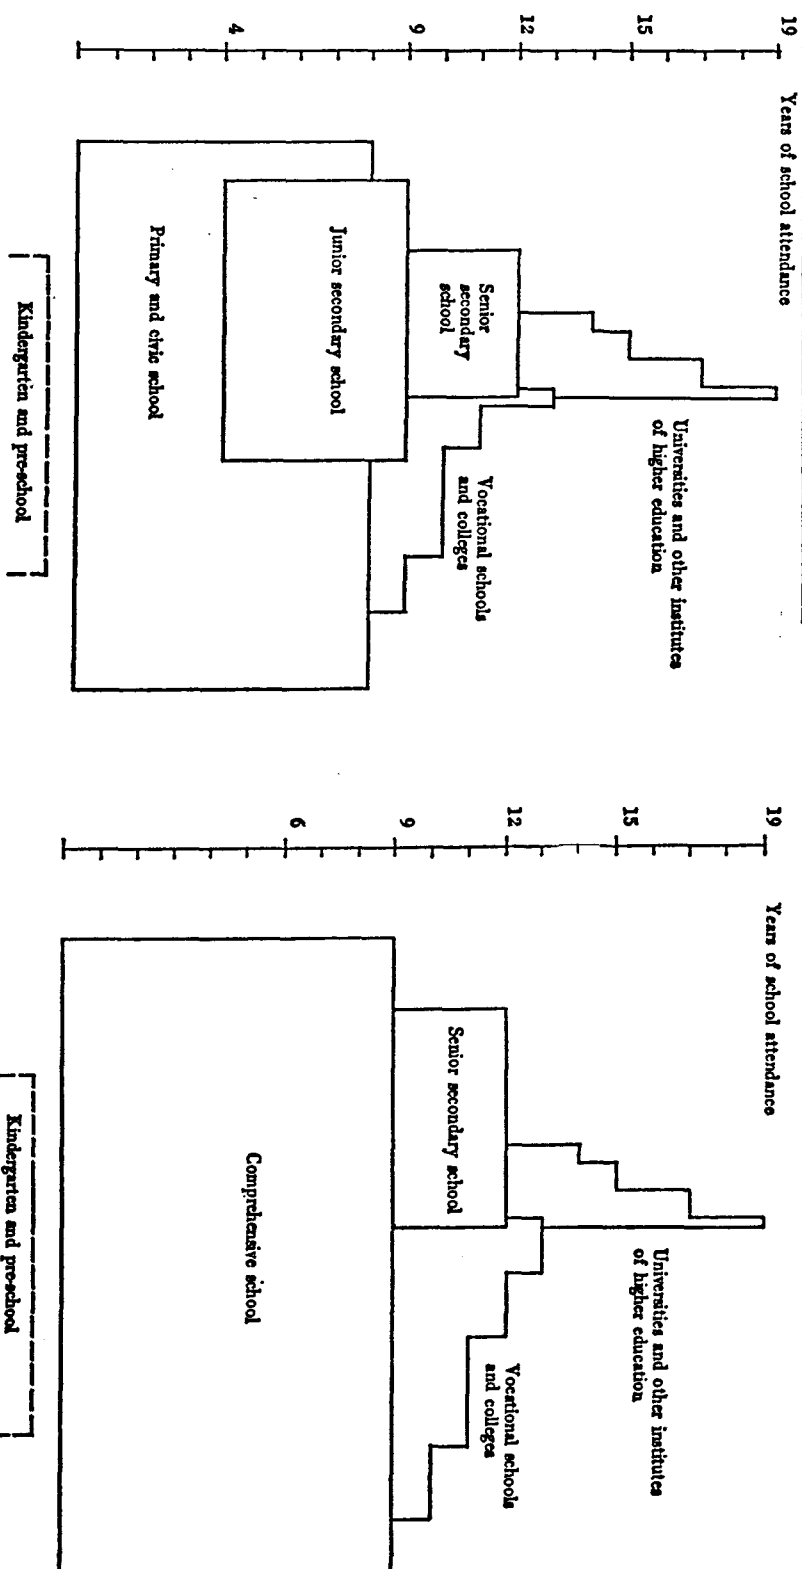 Years of school attendance
19
15
12
9
4
Universities and other institutes
of higher education
Senior
secondary
school
Vocational schools
and colleges
Junior secondary school
Primary and civic school
Kindergarten and pre-school
Years of school attendance
19
15
12
9
6
Universities and other institutes
of higher education
Senior secondary school
Vocational schools
and colleges
Comprehensive school
Kindergarten and pre-school